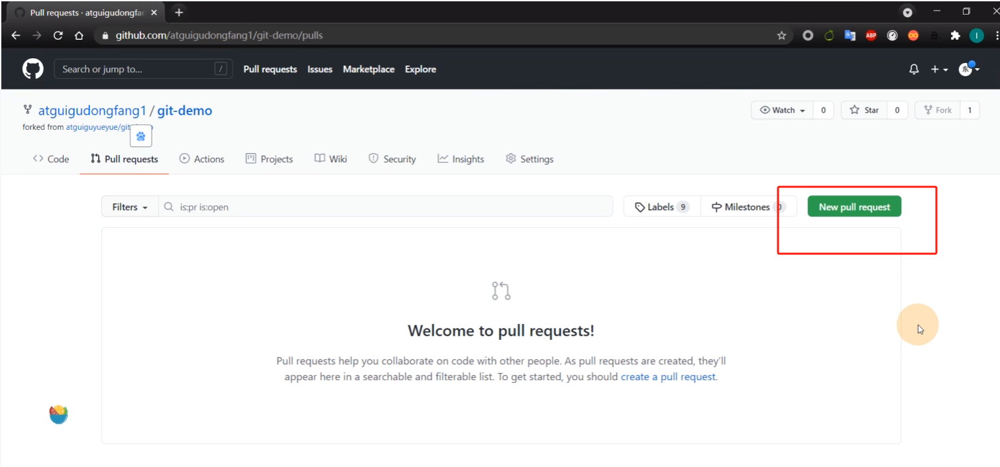 Pull requests · atguigudongfan
github.com/atguigudongfang1/git-demo/pulls
ABP
I
Search or jump to... /
Pull requests Issues Marketplace Explore
东
atguigudongfang1 / git-demo
Watch 0 Star 0 Fork 1
forked from atguiguyueyue/git
Code Pull requests Actions Projects Wiki Security Insights Settings
Filters is:pr is:open Labels 9 Milestones 0 New pull request
Welcome to pull requests!
Pull requests help you collaborate on code with other people. As pull requests are created, they'll
appear here in a searchable and filterable list. To get started, you should create a pull request.